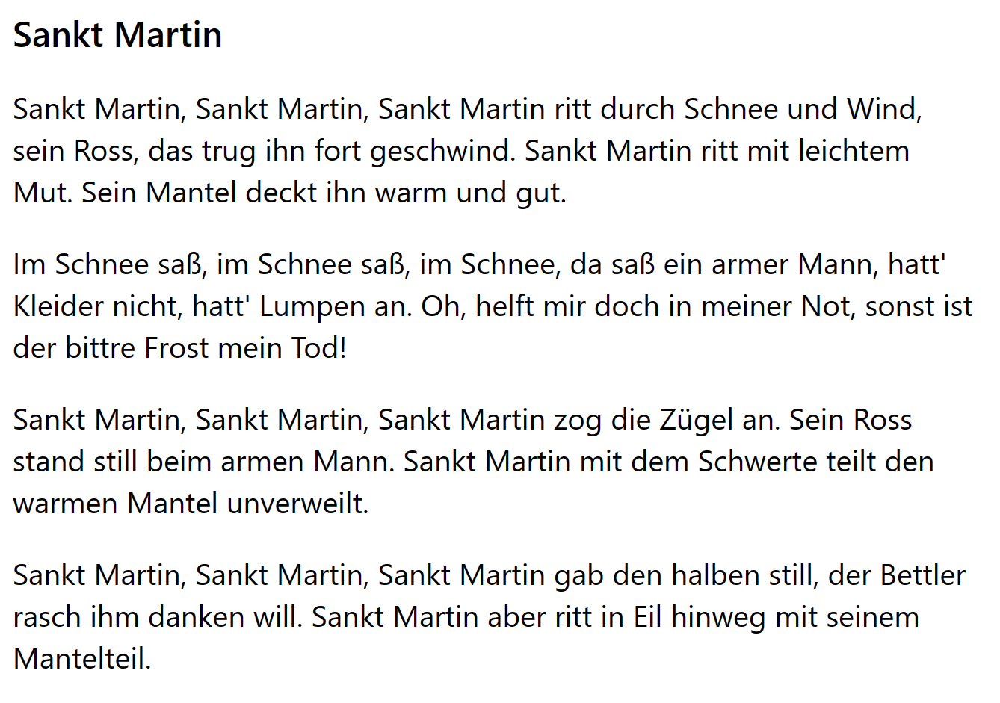 Sankt Martin
Sankt Martin, Sankt Martin, Sankt Martin ritt durch Schnee und Wind,
sein Ross, das trug ihn fort geschwind. Sankt Martin ritt mit leichtem
Mut. Sein Mantel deckt ihn warm und gut.
Im Schnee saß, im Schnee saß, im Schnee, da saß ein armer Mann, hatt'
Kleider nicht, hatt' Lumpen an. Oh, helft mir doch in meiner Not, sonst ist
der bittre Frost mein Tod!
Sankt Martin, Sankt Martin, Sankt Martin zog die Zügel an. Sein Ross
stand still beim armen Mann. Sankt Martin mit dem Schwerte teilt den
warmen Mantel unverweilt.
Sankt Martin, Sankt Martin, Sankt Martin gab den halben still, der Bettler
rasch ihm danken will. Sankt Martin aber ritt in Eil hinweg mit seinem
Mantelteil.